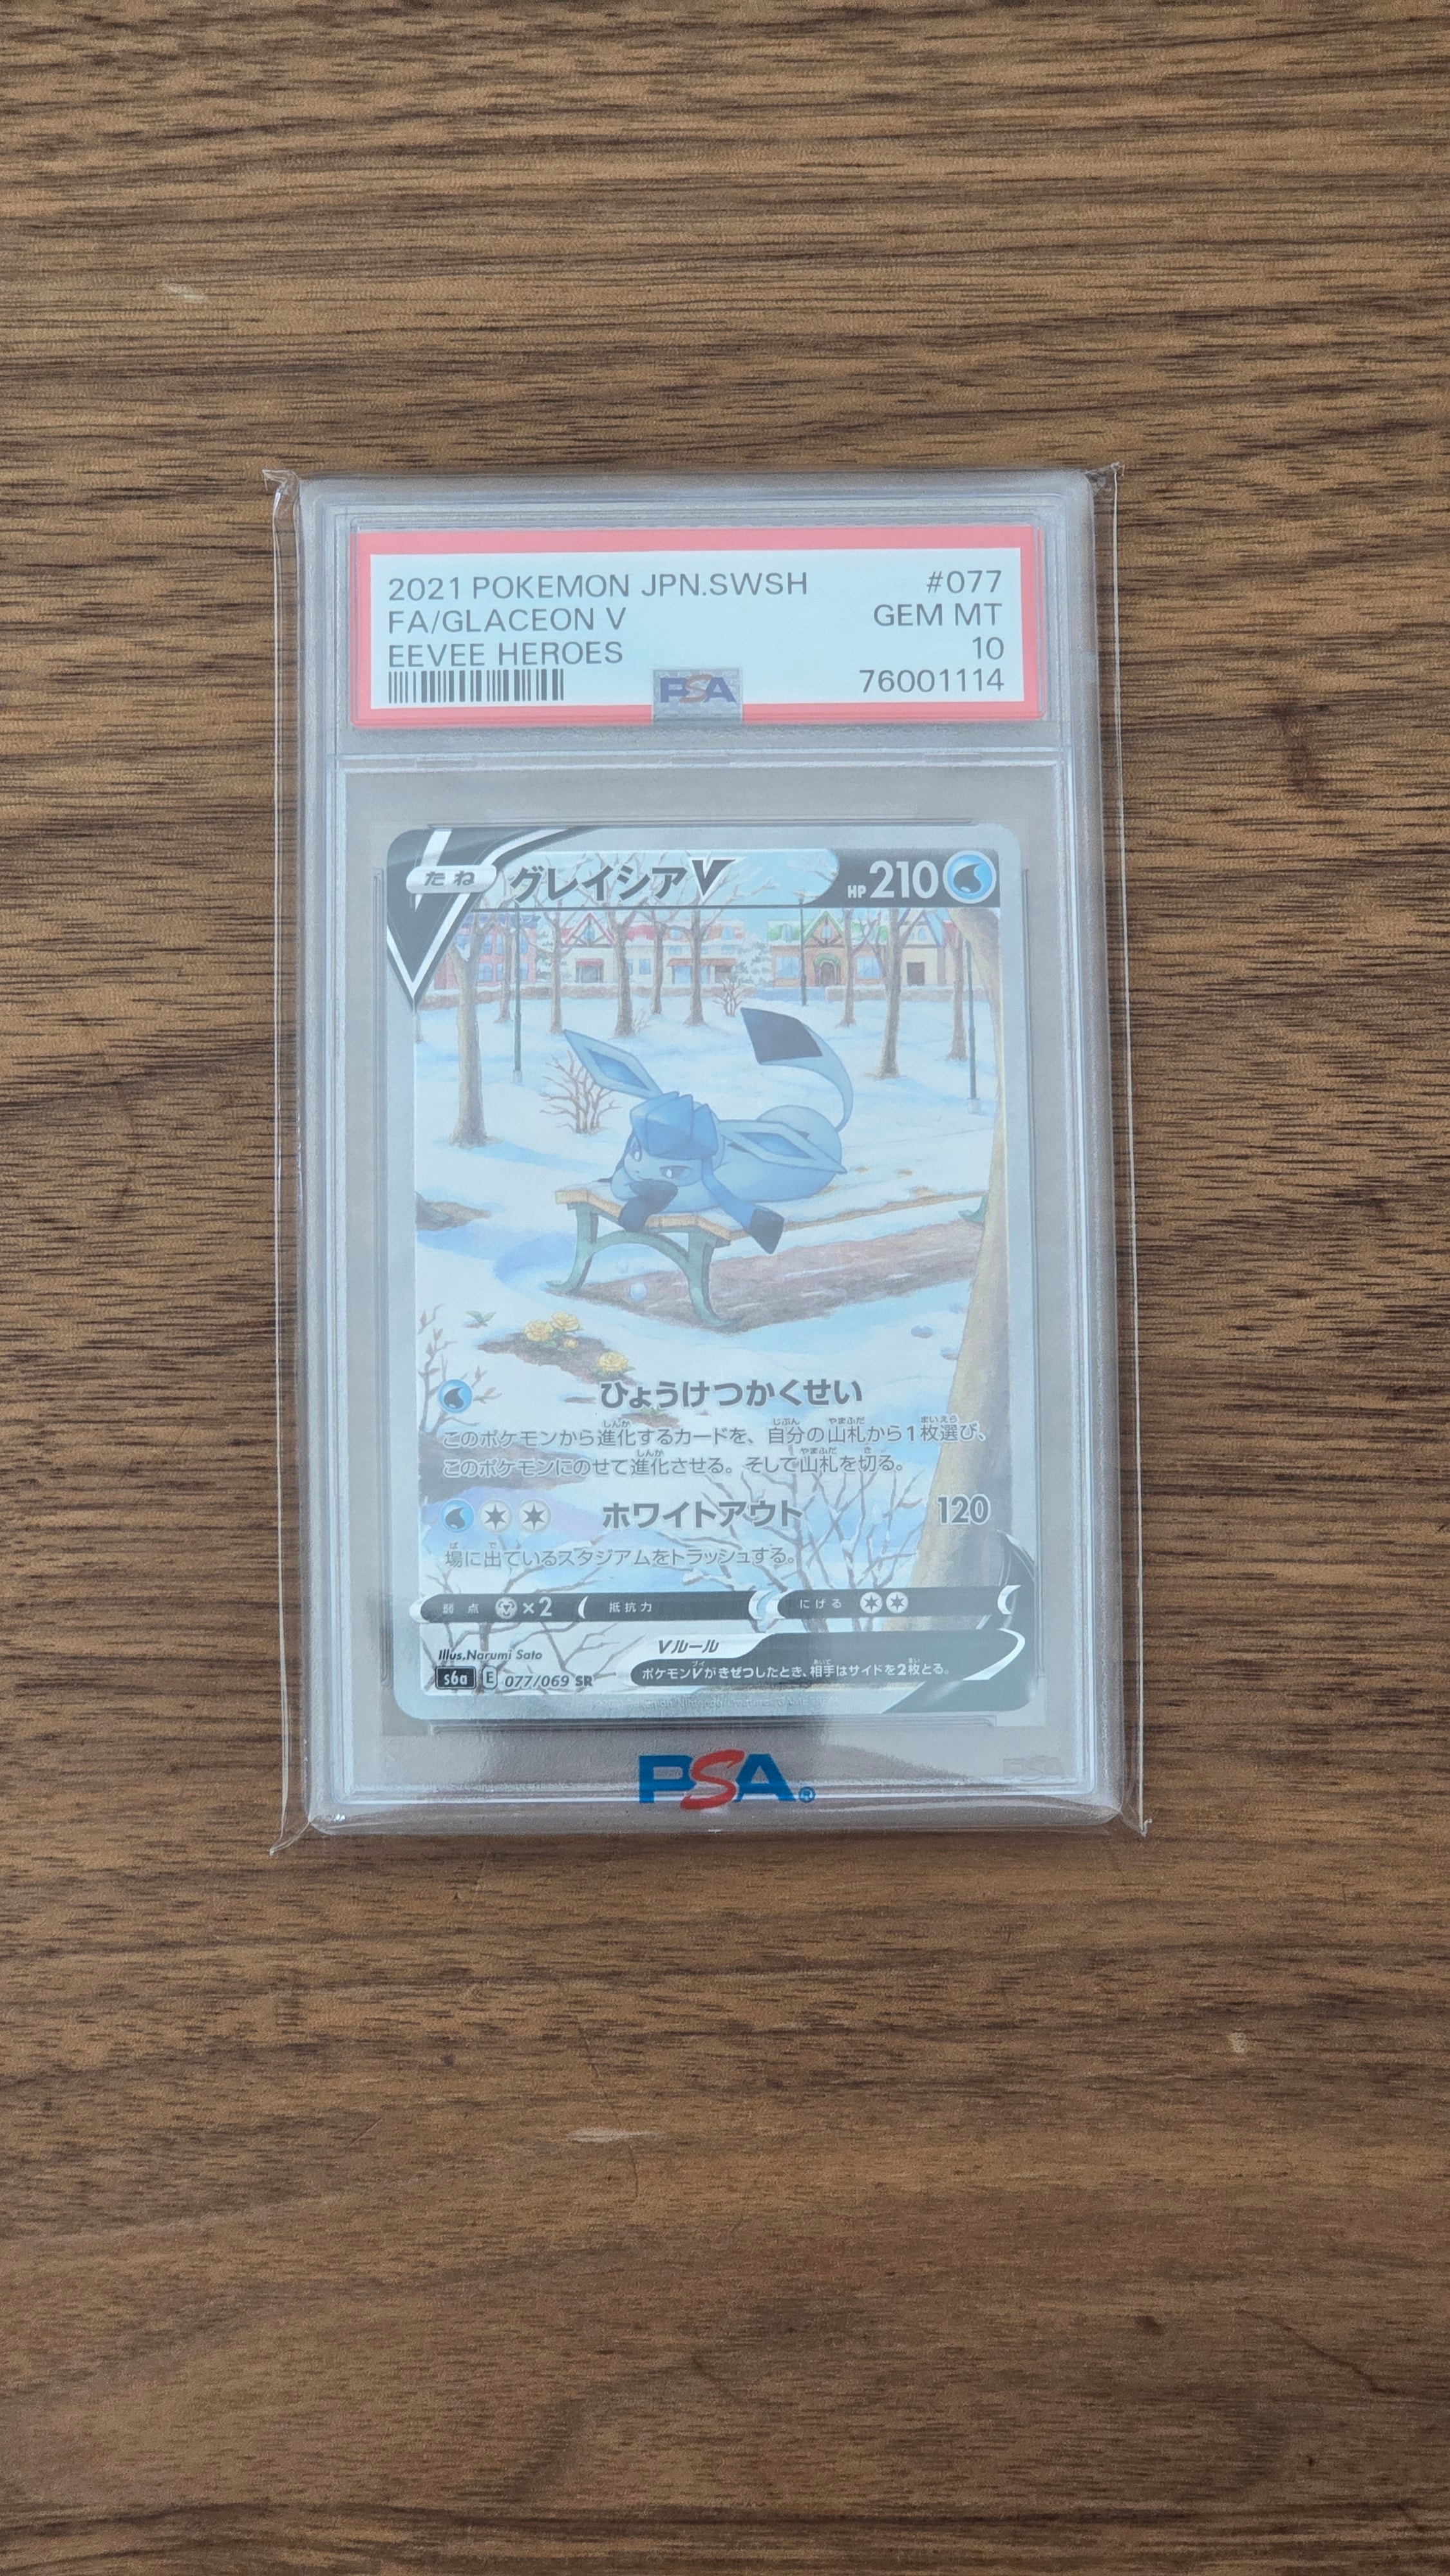 2021 POKEMON JPN.SWSH #077
FA/GLACEON V GEM MT
EEVEE HEROES 10
PSA 76001114
たね グレイシアV HP210
ひょうけつかくせい
このポケモンから進化するカードを、自分の山札から1枚選び、
このポケモンにのせて進化させる。そして山札を切る。
ホワイトアウト 120
場に出ているスタジアムをトラッシュする。
弱点 ×2 抵抗力 にげる
Illus.Narumi Sato Vルール
s6a E 077/069 SR ポケモンVがきぜつしたとき、相手はサイドを2枚とる。
PSA®